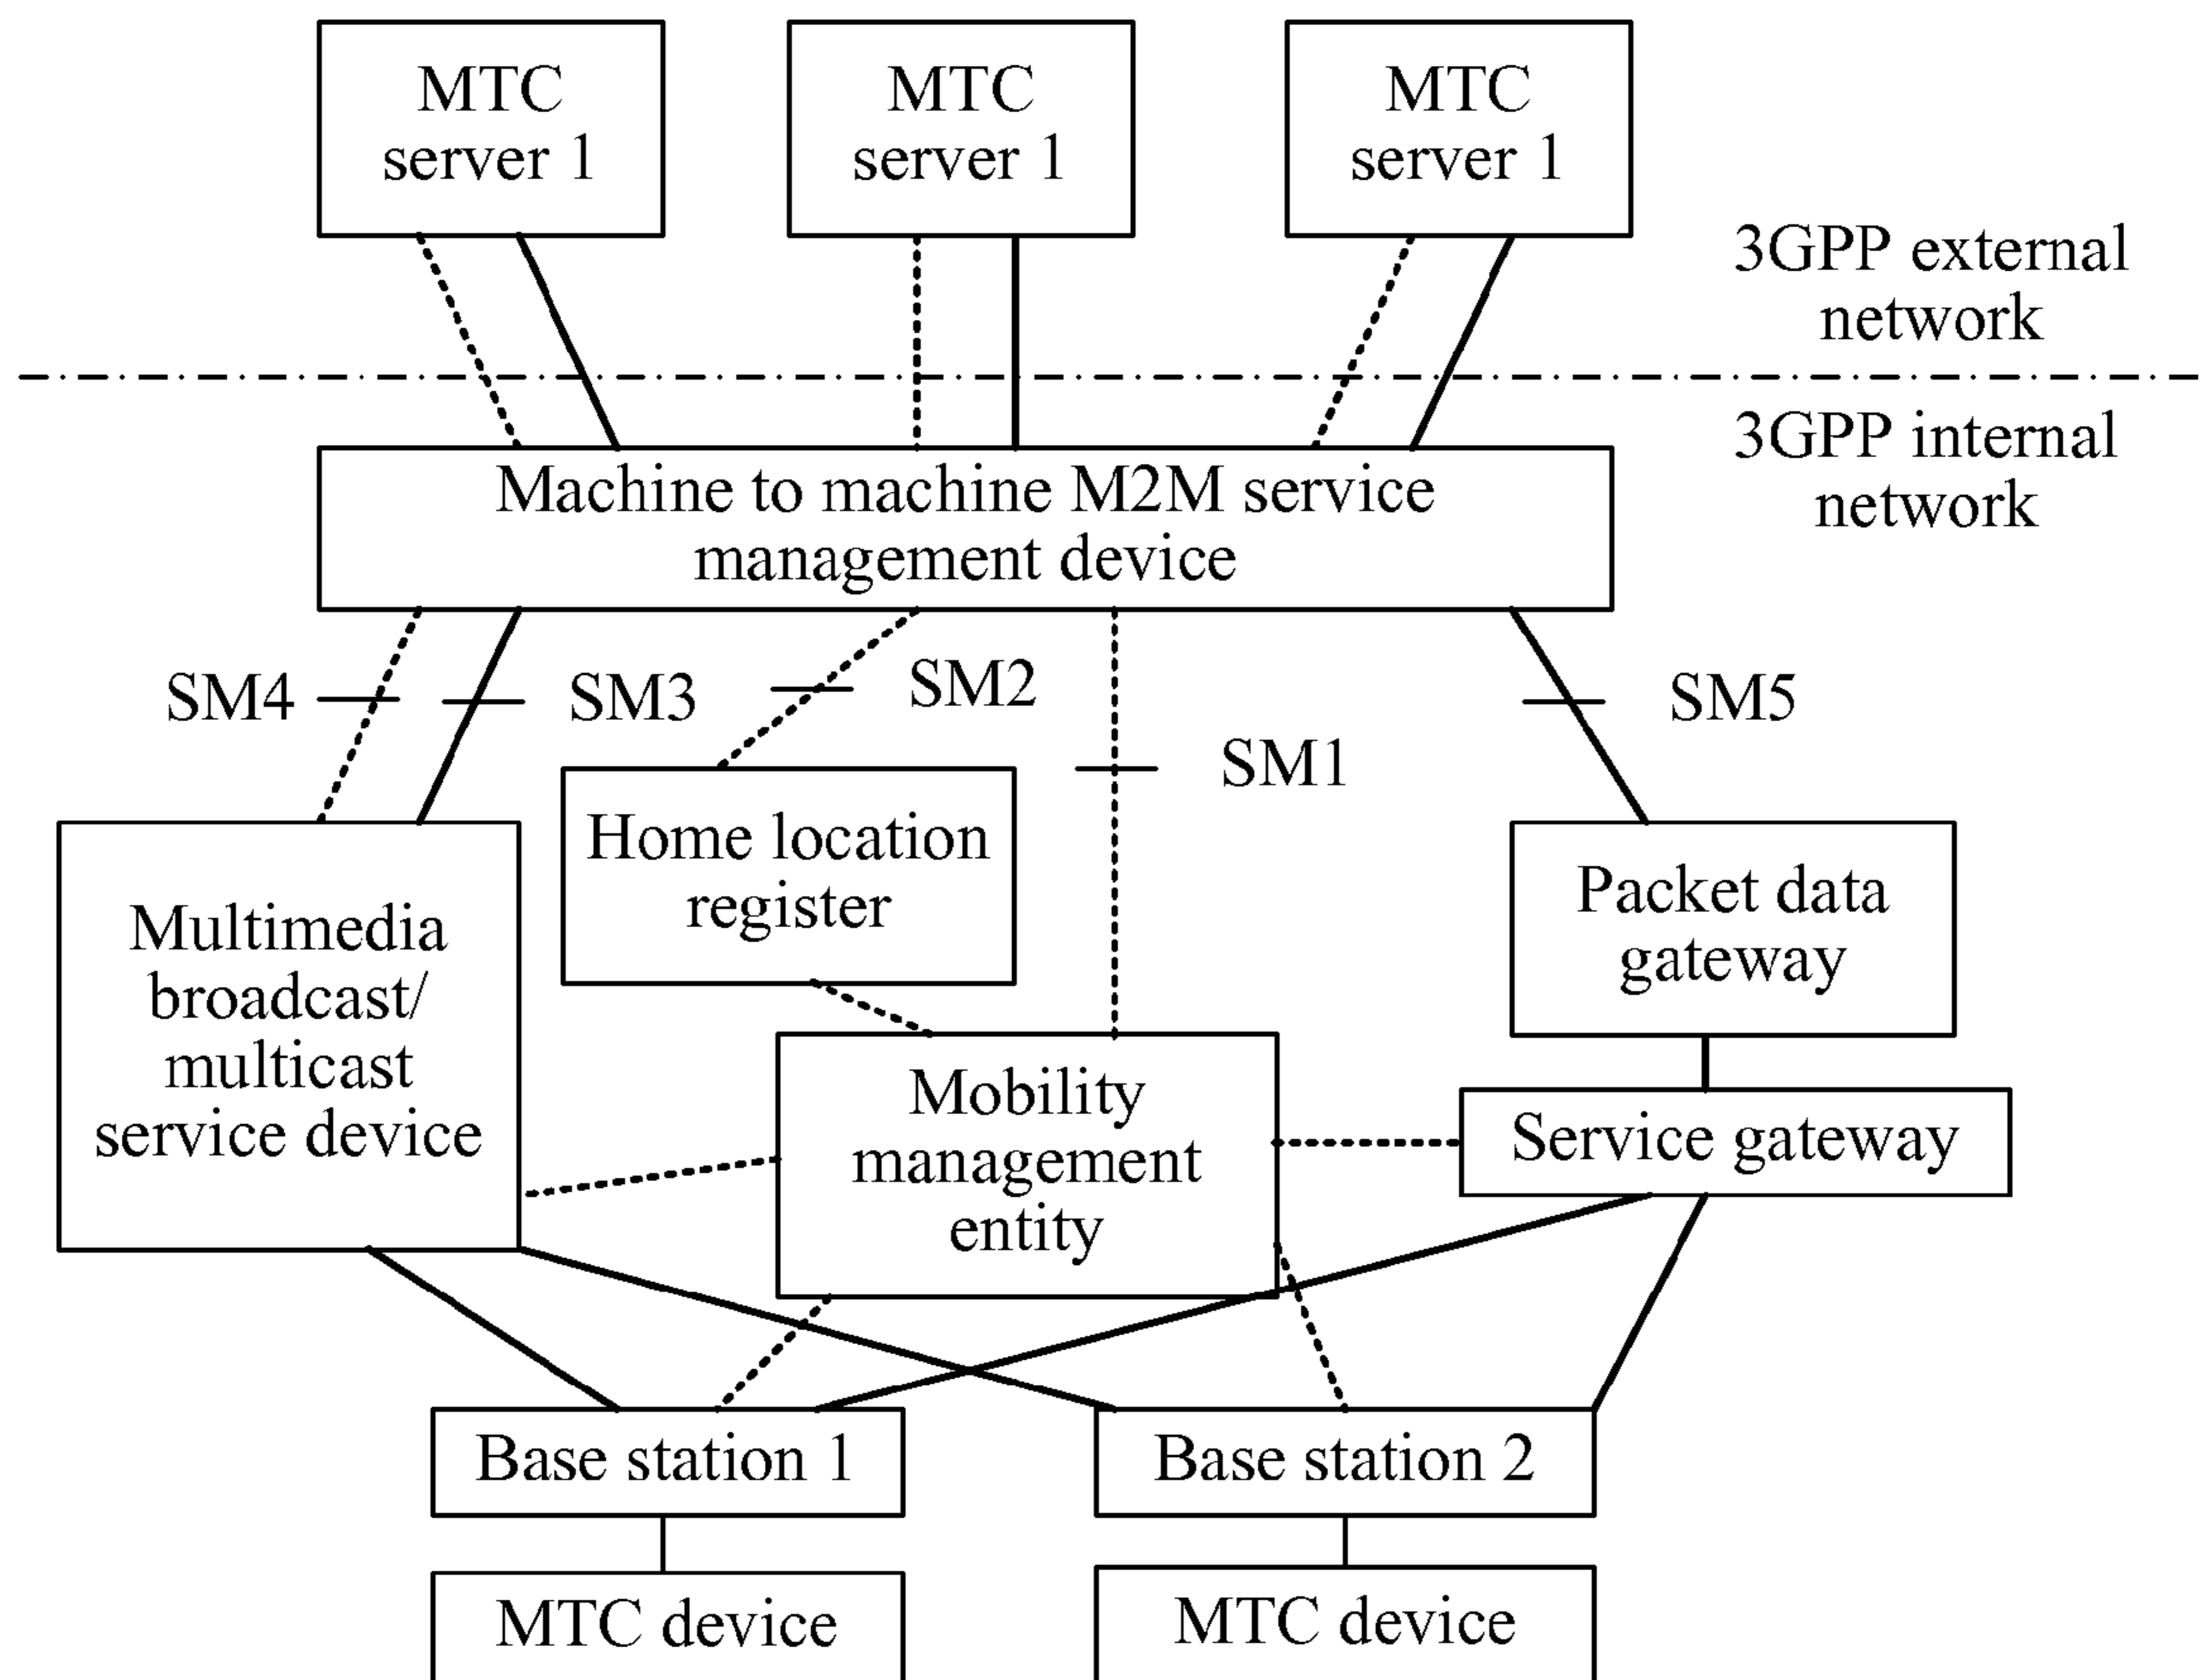 MTC
server 1
MTC
server 1
MTC
server 1
3GPP external
network
3GPP internal
network
Machine to machine M2M service
management device
SM4
SM3
SM2
SM1
SM5
Home location
register
Packet data
gateway
Multimedia
broadcast/
multicast
service device
Mobility
management
entity
Service gateway
Base station 1
Base station 2
MTC device
MTC device